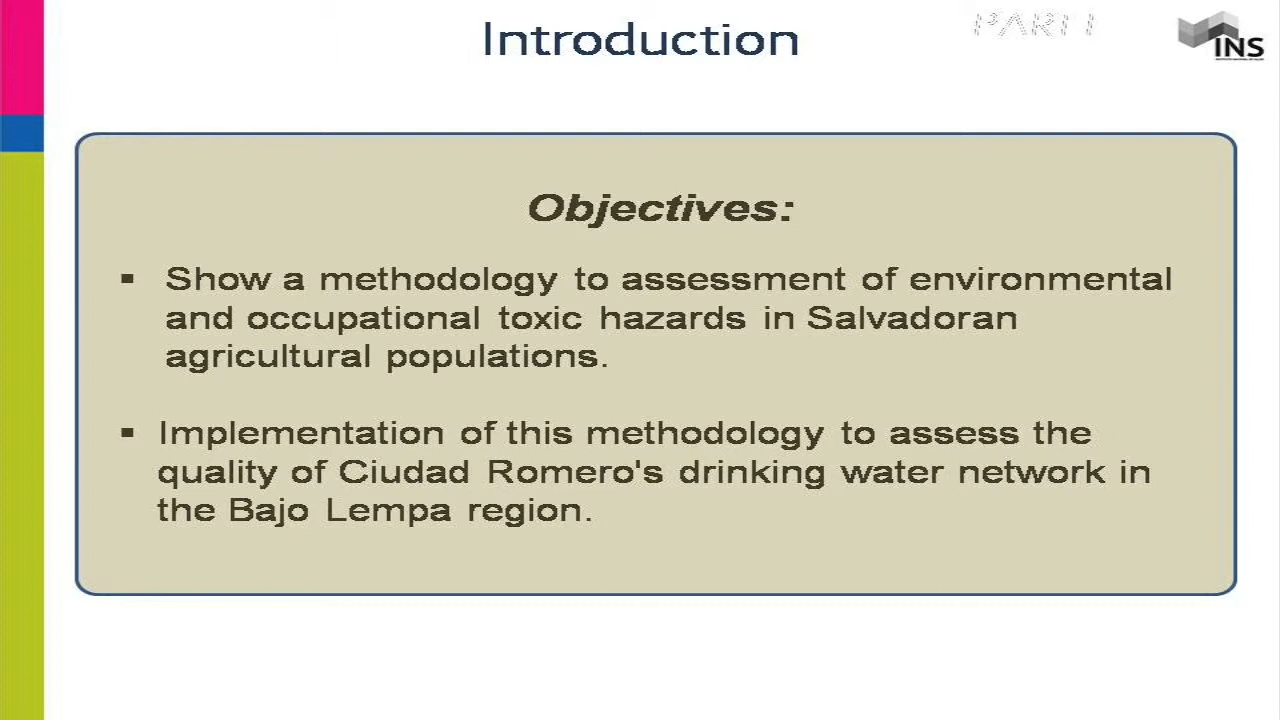 Introduction
PART I
INS
Objectives:
▪ Show a methodology to assessment of environmental
and occupational toxic hazards in Salvadoran
agricultural populations.
▪ Implementation of this methodology to assess the
quality of Ciudad Romero's drinking water network in
the Bajo Lempa region.